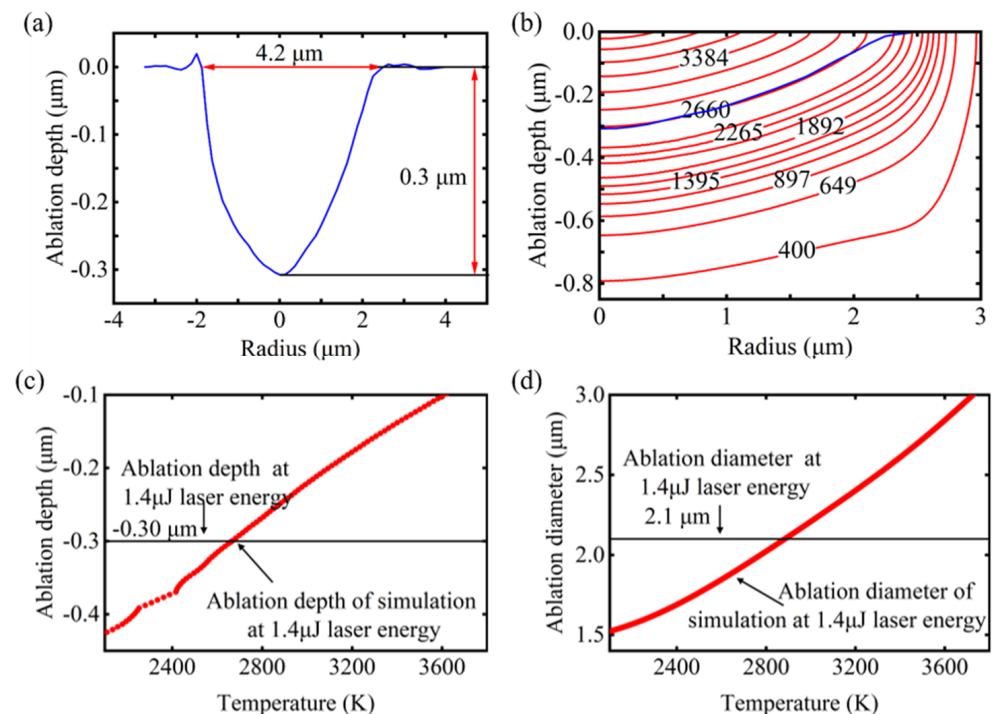 (a)
4.2 μm
0.3 μm
0.0
-0.1
-0.2
-0.3
-4
-2
0
2
4
Ablation depth (μm)
Radius (μm)
(b)
0.0
-0.2
-0.4
-0.6
-0.8
0
1
2
3
Ablation depth (μm)
Radius (μm)
3384
2660
2265
1892
1395
897
649
400
(c)
-0.1
-0.2
-0.3
-0.4
2400
2800
3200
3600
Ablation depth (μm)
Temperature (K)
Ablation depth at
1.4μJ laser energy
-0.30 μm
Ablation depth of simulation
at 1.4μJ laser energy
(d)
3.0
2.5
2.0
1.5
2400
2800
3200
3600
Ablation diameter (μm)
Temperature (K)
Ablation diameter at
1.4μJ laser energy
2.1 μm
Ablation diameter of
simulation at 1.4μJ laser energy